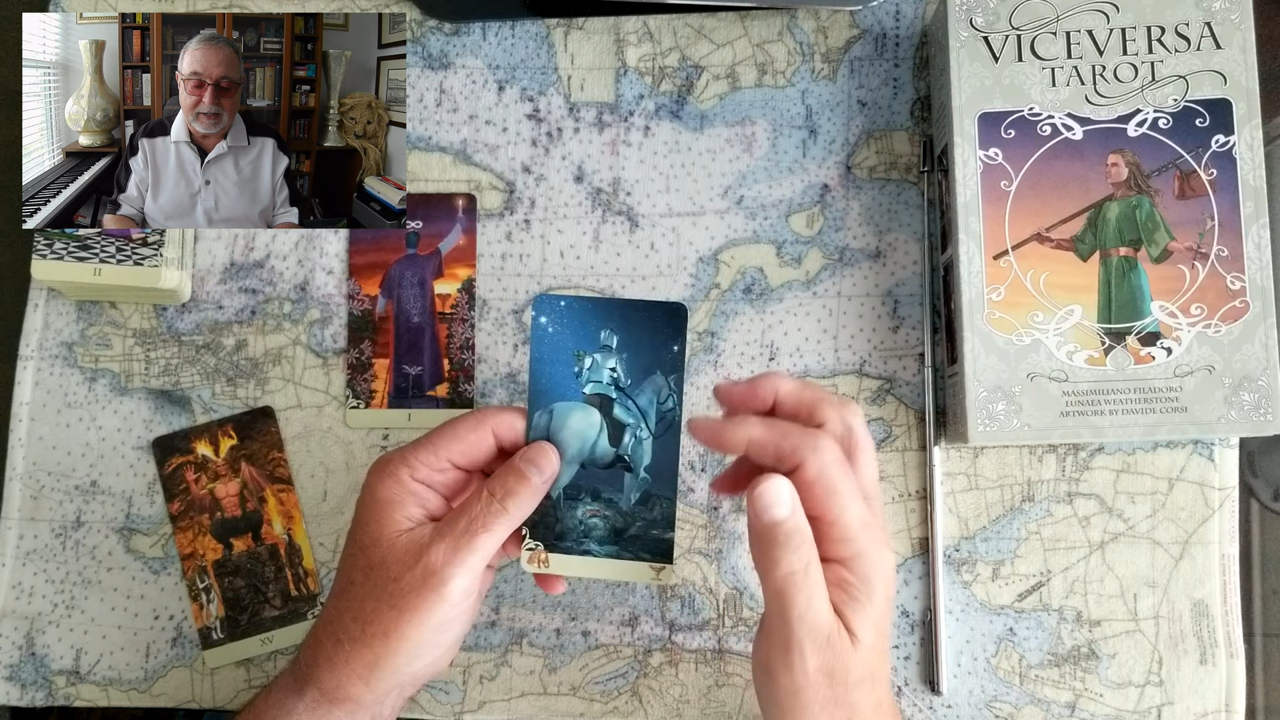 VICEVERSA
TAROT
MASSIMILIANO FILADORO
LUNAEA WEATHERSTONE
ARTWORK BY DAVIDE CORSI
II
I
XV